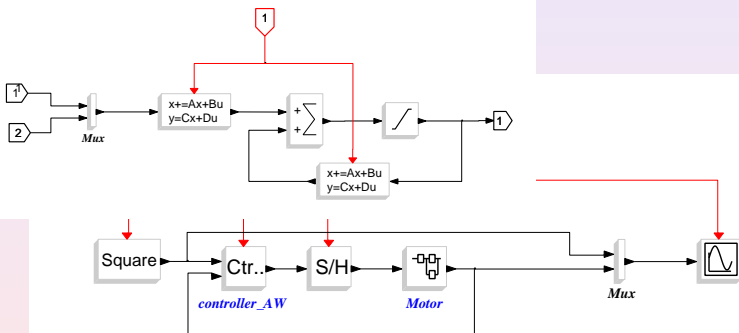 1
1
x+=Ax+Bu
y=Cx+Du
+
+
Σ
1
2
Mux
x+=Ax+Bu
y=Cx+Du
Square
Ctr..
S/H
controller_AW
Motor
Mux